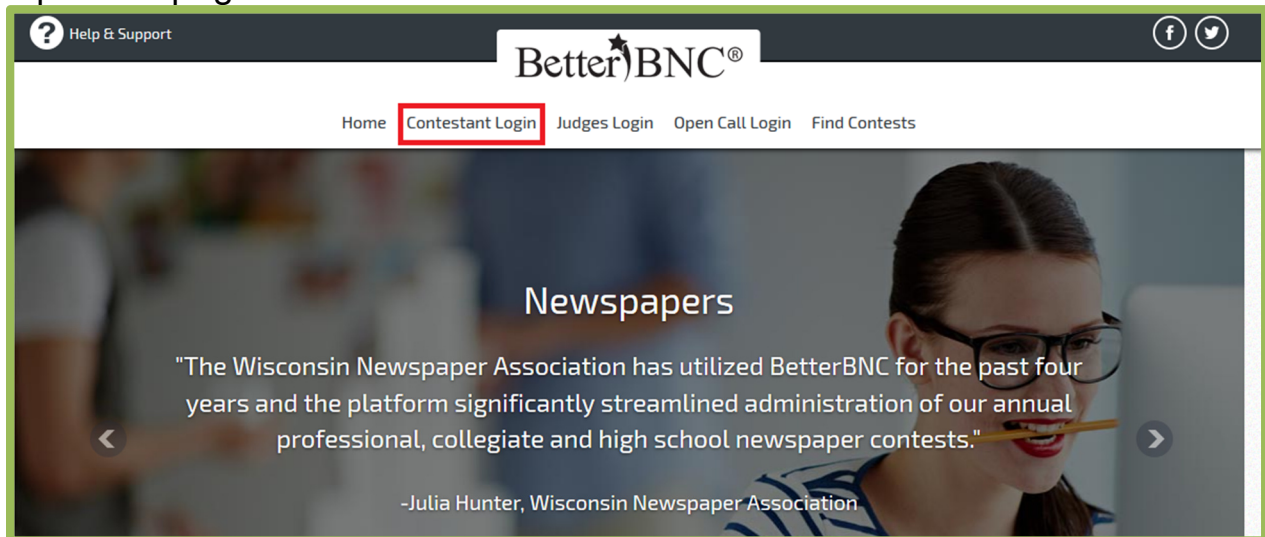 ? Help & Support
f
BetterBNC®
Home Contestant Login Judges Login Open Call Login Find Contests
Newspapers
"The Wisconsin Newspaper Association has utilized BetterBNC for the past four
years and the platform significantly streamlined administration of our annual
professional, collegiate and high school newspaper contests."
-Julia Hunter, Wisconsin Newspaper Association